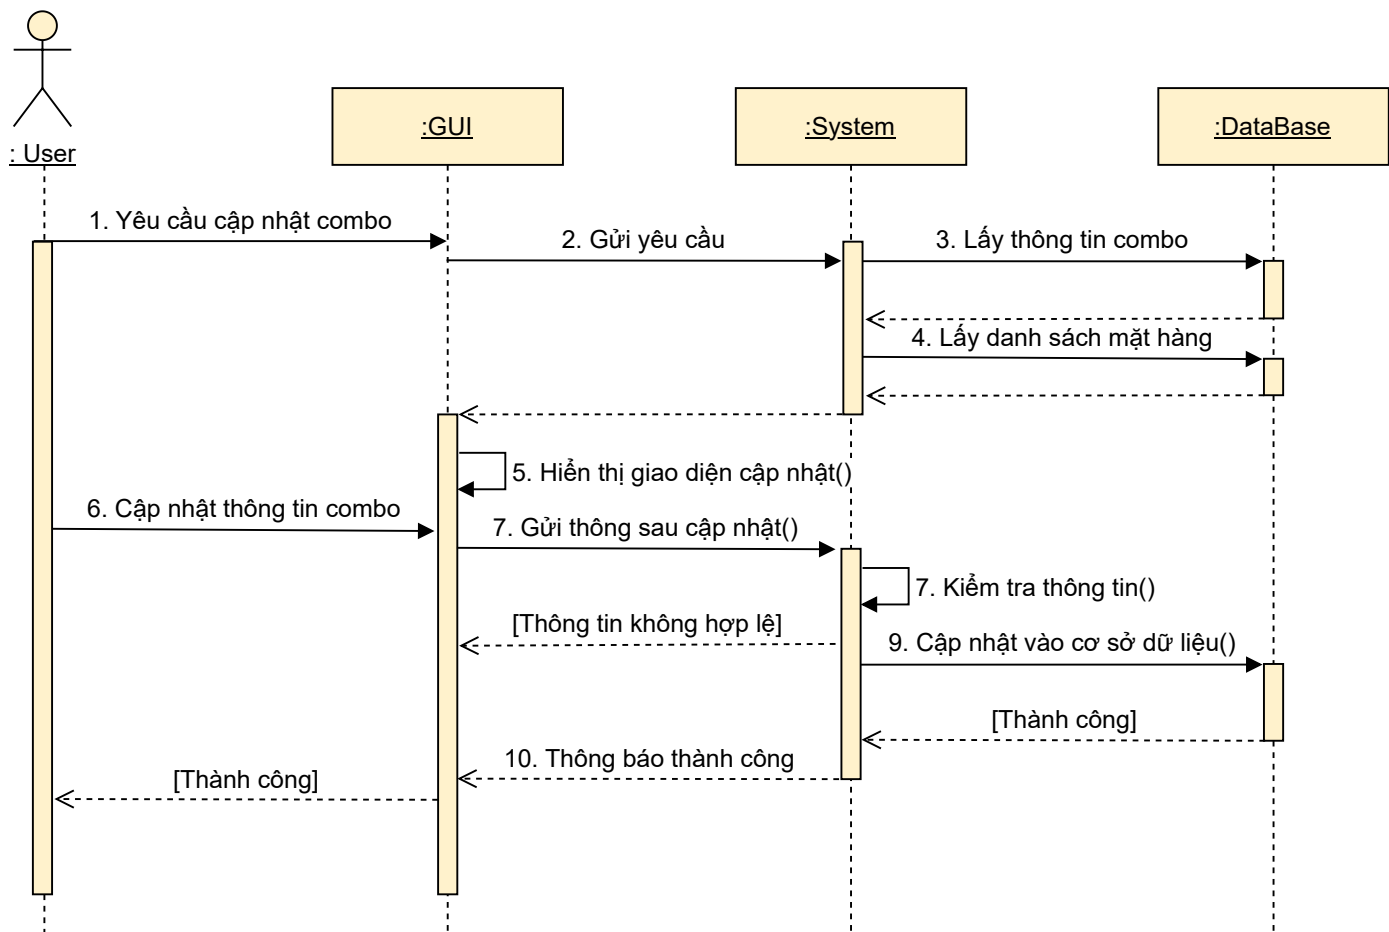 : User
:GUI
:System
:DataBase
1. Yêu cầu cập nhật combo
2. Gửi yêu cầu
3. Lấy thông tin combo
4. Lấy danh sách mặt hàng
5. Hiển thị giao diện cập nhật()
6. Cập nhật thông tin combo
7. Gửi thông sau cập nhật()
7. Kiểm tra thông tin()
[Thông tin không hợp lệ]
9. Cập nhật vào cơ sở dữ liệu()
[Thành công]
10. Thông báo thành công
[Thành công]